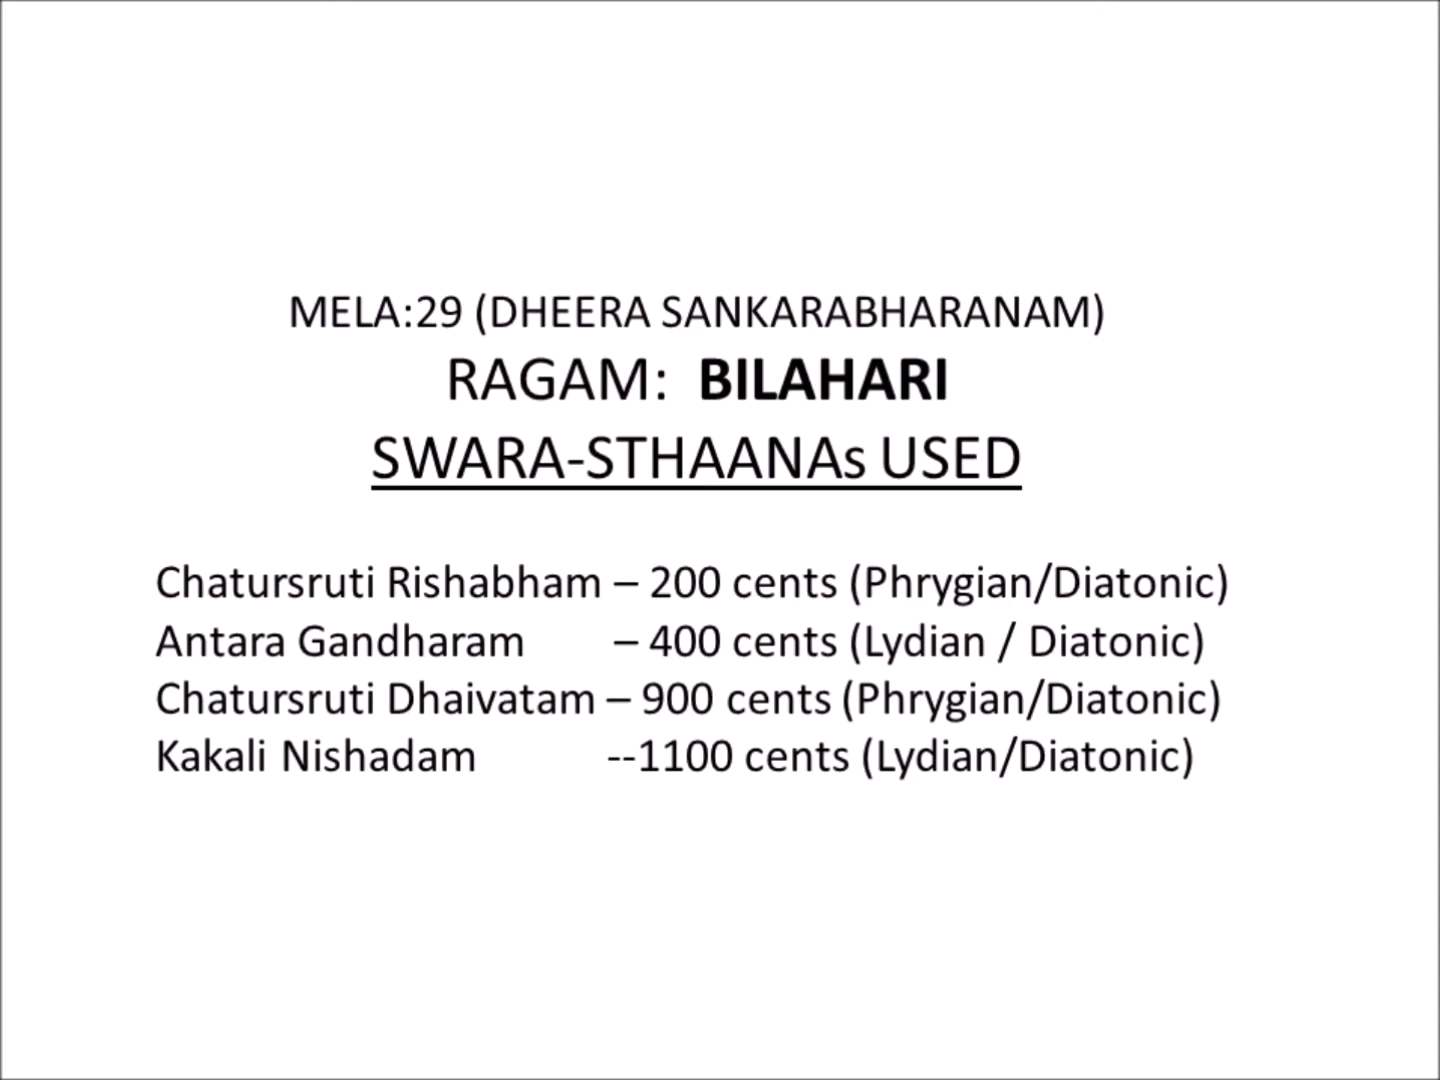 MELA:29 (DHEERA SANKARABHARANAM)
RAGAM: BILAHARI
SWARA-STHAANAs USED
Chatursruti Rishabham – 200 cents (Phrygian/Diatonic)
Antara Gandharam – 400 cents (Lydian / Diatonic)
Chatursruti Dhaivatam – 900 cents (Phrygian/Diatonic)
Kakali Nishadam --1100 cents (Lydian/Diatonic)